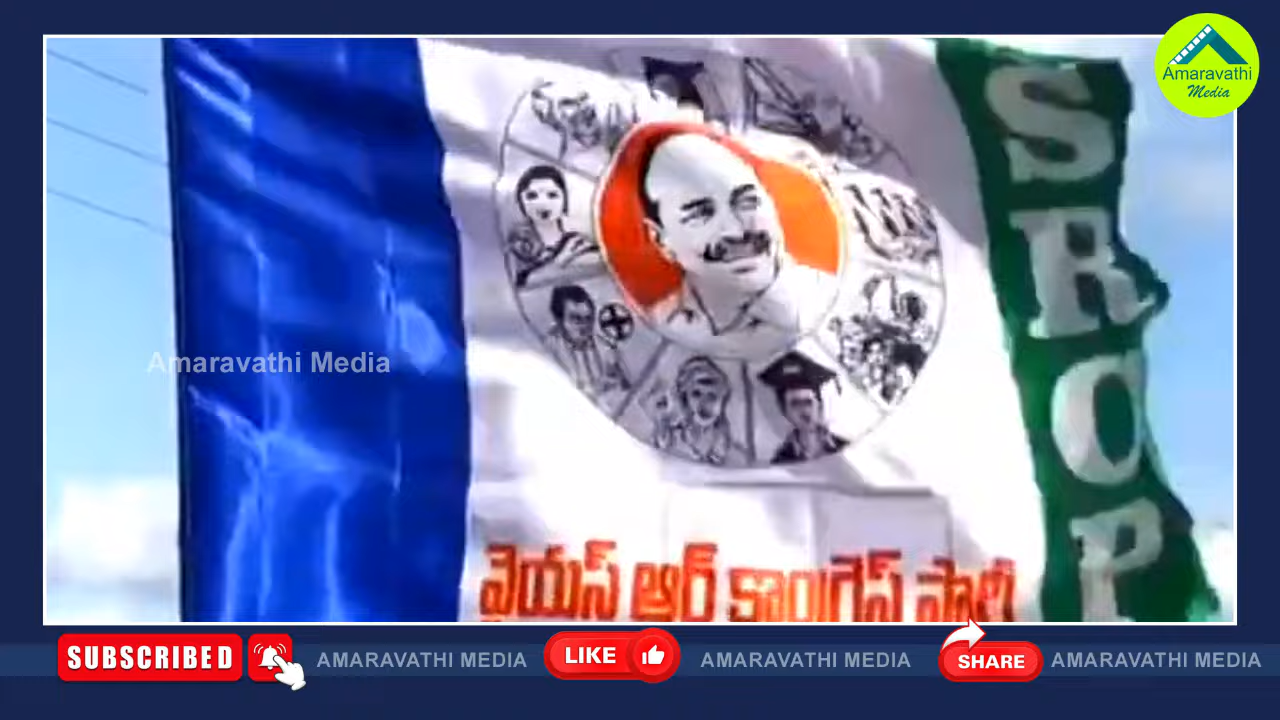 Amaravathi
Media
SRCP
Amaravathi Media
వైయస్ ఆర్ కాంగ్రేస్ పార్టీ
SUBSCRIBED
AMARAVATHI MEDIA
LIKE
AMARAVATHI MEDIA
SHARE
AMARAVATHI MEDIA